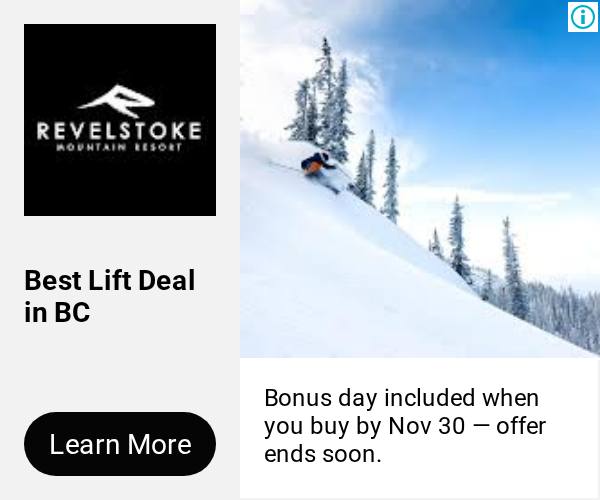 REVELSTOKE
MOUNTAIN RESORT
Best Lift Deal
in BC
Learn More
Bonus day included when
you buy by Nov 30 — offer
ends soon.